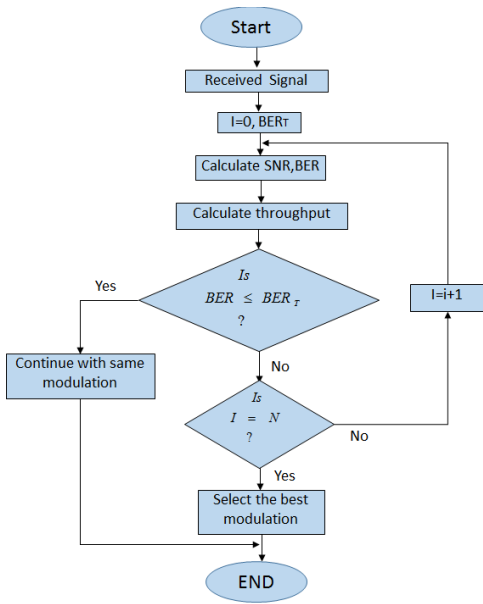 Start
Received Signal
I=0, BERT
Calculate SNR,BER
Calculate throughput
Is
BER ≤ BER T
?
Yes
I=i+1
No
Continue with same
modulation
Is
I = N
?
No
Yes
Select the best
modulation
END